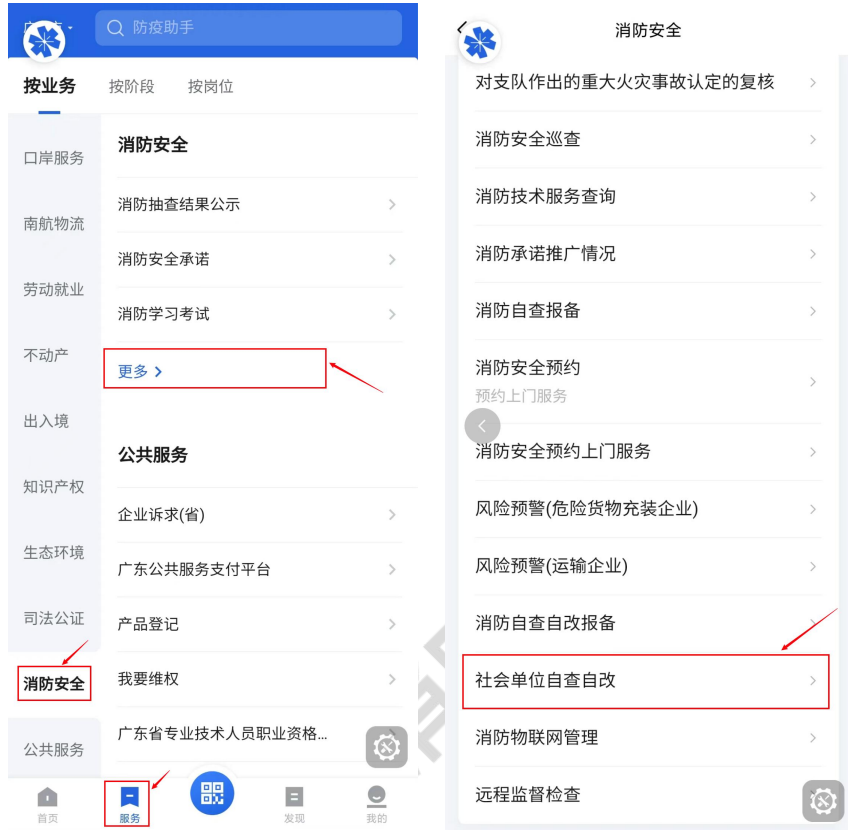 防疫助手
按业务
按阶段
按岗位
口岸服务
南航物流
劳动就业
不动产
出入境
知识产权
生态环境
司法公证
消防安全
公共服务
消防安全
消防抽查结果公示
消防安全承诺
消防学习考试
更多
公共服务
企业诉求(省)
广东公共服务支付平台
产品登记
我要维权
广东省专业技术人员职业资格...
首页
服务
发现
我的
消防安全
对支队作出的重大火灾事故认定的复核
消防安全巡查
消防技术服务查询
消防承诺推广情况
消防自查报备
消防安全预约
预约上门服务
消防安全预约上门服务
风险预警(危险货物充装企业)
风险预警(运输企业)
消防自查自改报备
社会单位自查自改
消防物联网管理
远程监督检查